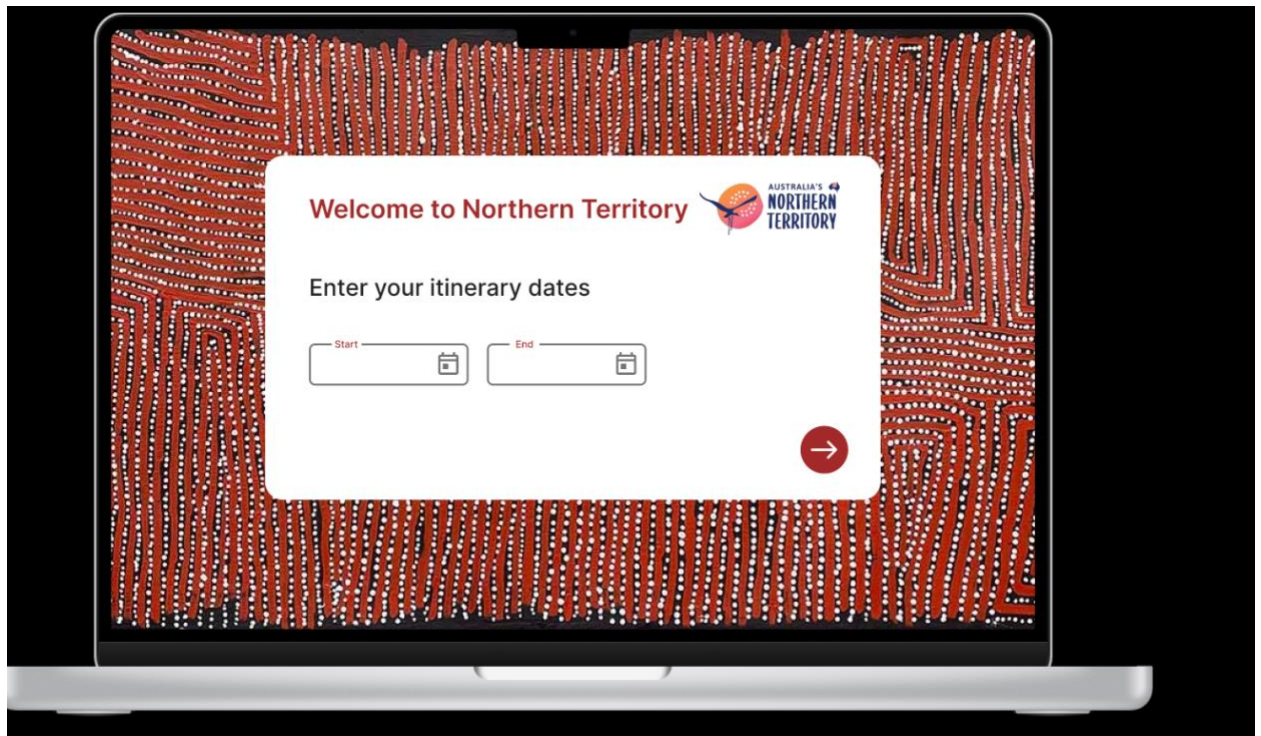 Welcome to Northern Territory
AUSTRALIA'S
NORTHERN
TERRITORY
Enter your itinerary dates
Start
End